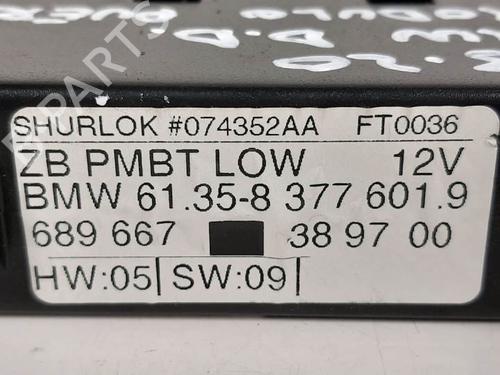 SHURLOK #074352AA FT0036
ZB PMBT LOW 12V
BMW 61.35-8 377 601.9
689 667 38 97 00
HW:05 | SW:09 |